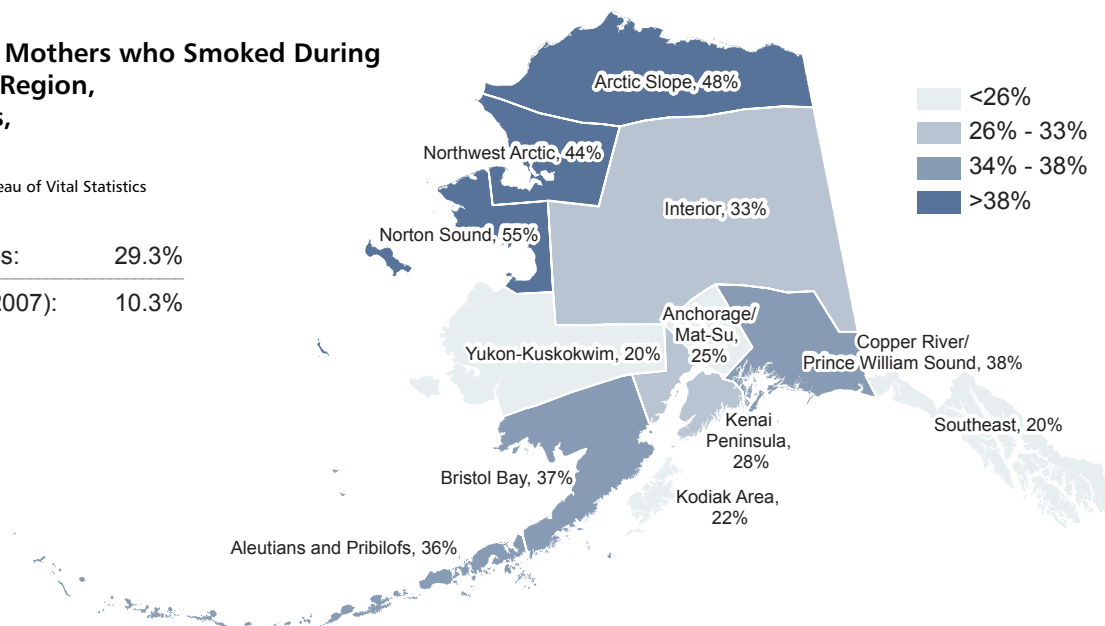 Mothers who Smoked During
Region,
s,
eau of Vital Statistics
s: 29.3%
2007): 10.3%
Arctic Slope, 48%
Northwest Arctic, 44%
Norton Sound, 55%
Interior, 33%
Yukon-Kuskokwim, 20%
Anchorage/
Mat-Su,
25%
Copper River/
Prince William Sound, 38%
Southeast, 20%
Kenai
Peninsula,
28%
Bristol Bay, 37%
Kodiak Area,
22%
Aleutians and Pribilofs, 36%
<26%
26% - 33%
34% - 38%
>38%